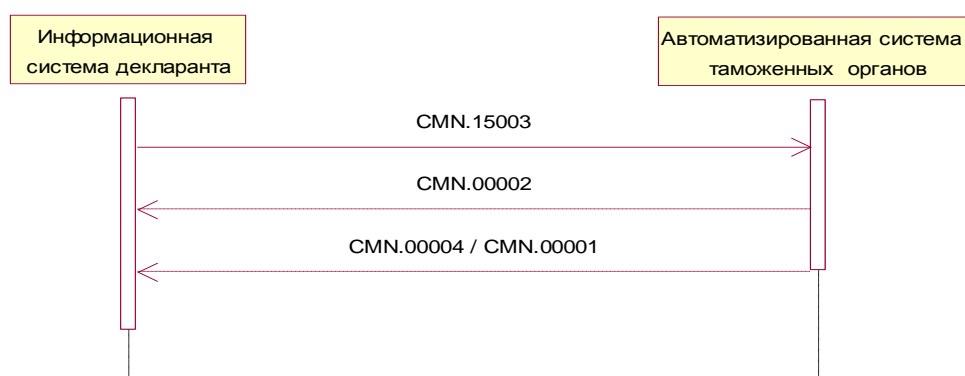 Информационная
система декларанта
Автоматизированная система
таможенных органов
CMN.15003
CMN.00002
CMN.00004 / CMN.00001